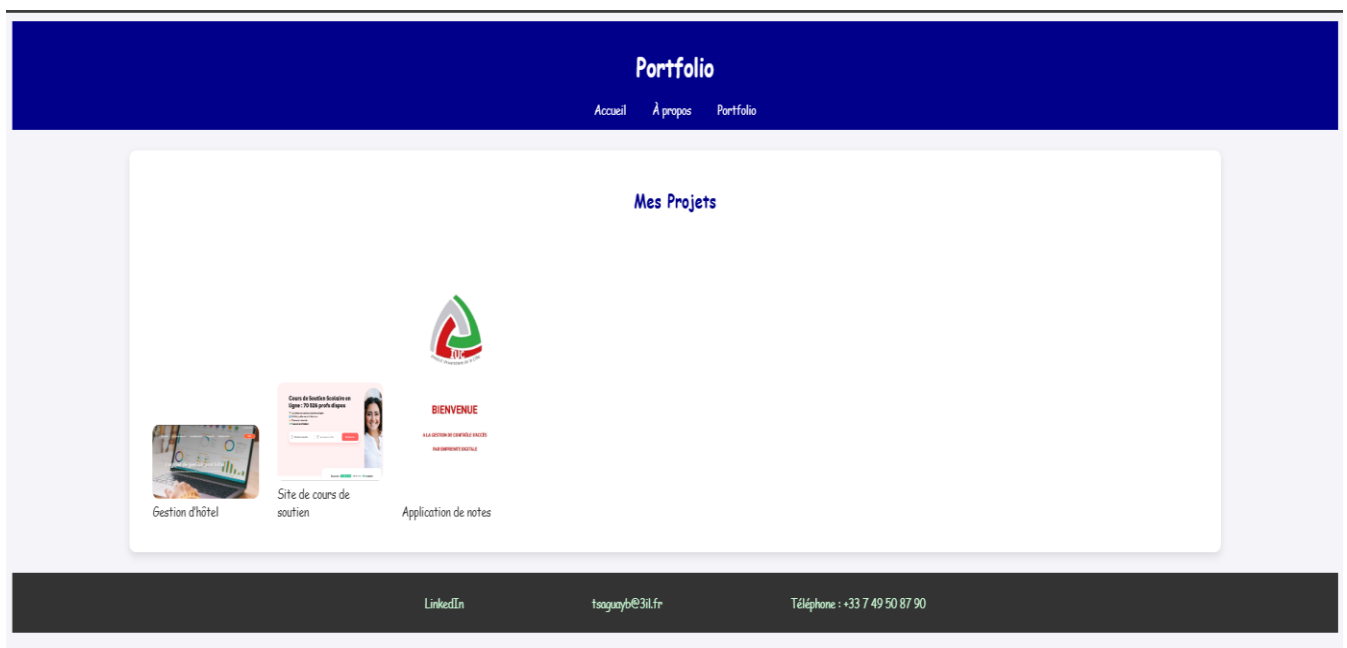 Portfolio
Accueil À propos Portfolio
Mes Projets
IUC
Cours de Soutien Scolaire en
Ligne : 70 526 profs dispos
BIENVENUE
A LA GESTION DE CONTRÔLE D'ACCÈS
PAR EMPREINTE DIGITALE
Gestion d'hôtel
Site de cours de
soutien
Application de notes
LinkedIn tsaguayb@3il.fr Téléphone : +33 7 49 50 87 90